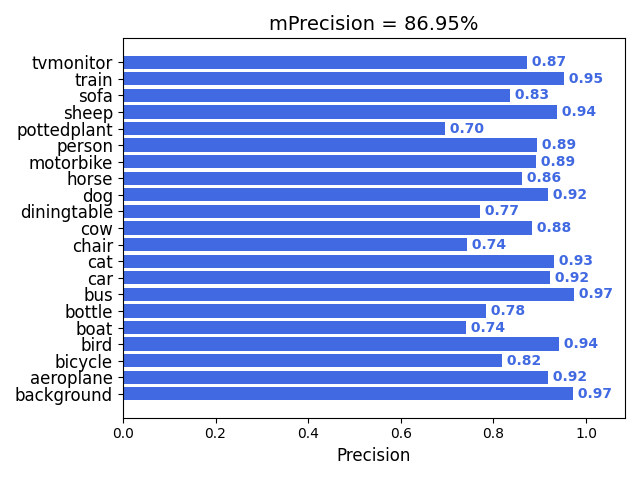 mPrecision = 86.95%
tvmonitor 0.87
train 0.95
sofa 0.83
sheep 0.94
pottedplant 0.70
person 0.89
motorbike 0.89
horse 0.86
dog 0.92
diningtable 0.77
cow 0.88
chair 0.74
cat 0.93
car 0.92
bus 0.97
bottle 0.78
boat 0.74
bird 0.94
bicycle 0.82
aeroplane 0.92
background 0.97
0.0 0.2 0.4 0.6 0.8 1.0
Precision